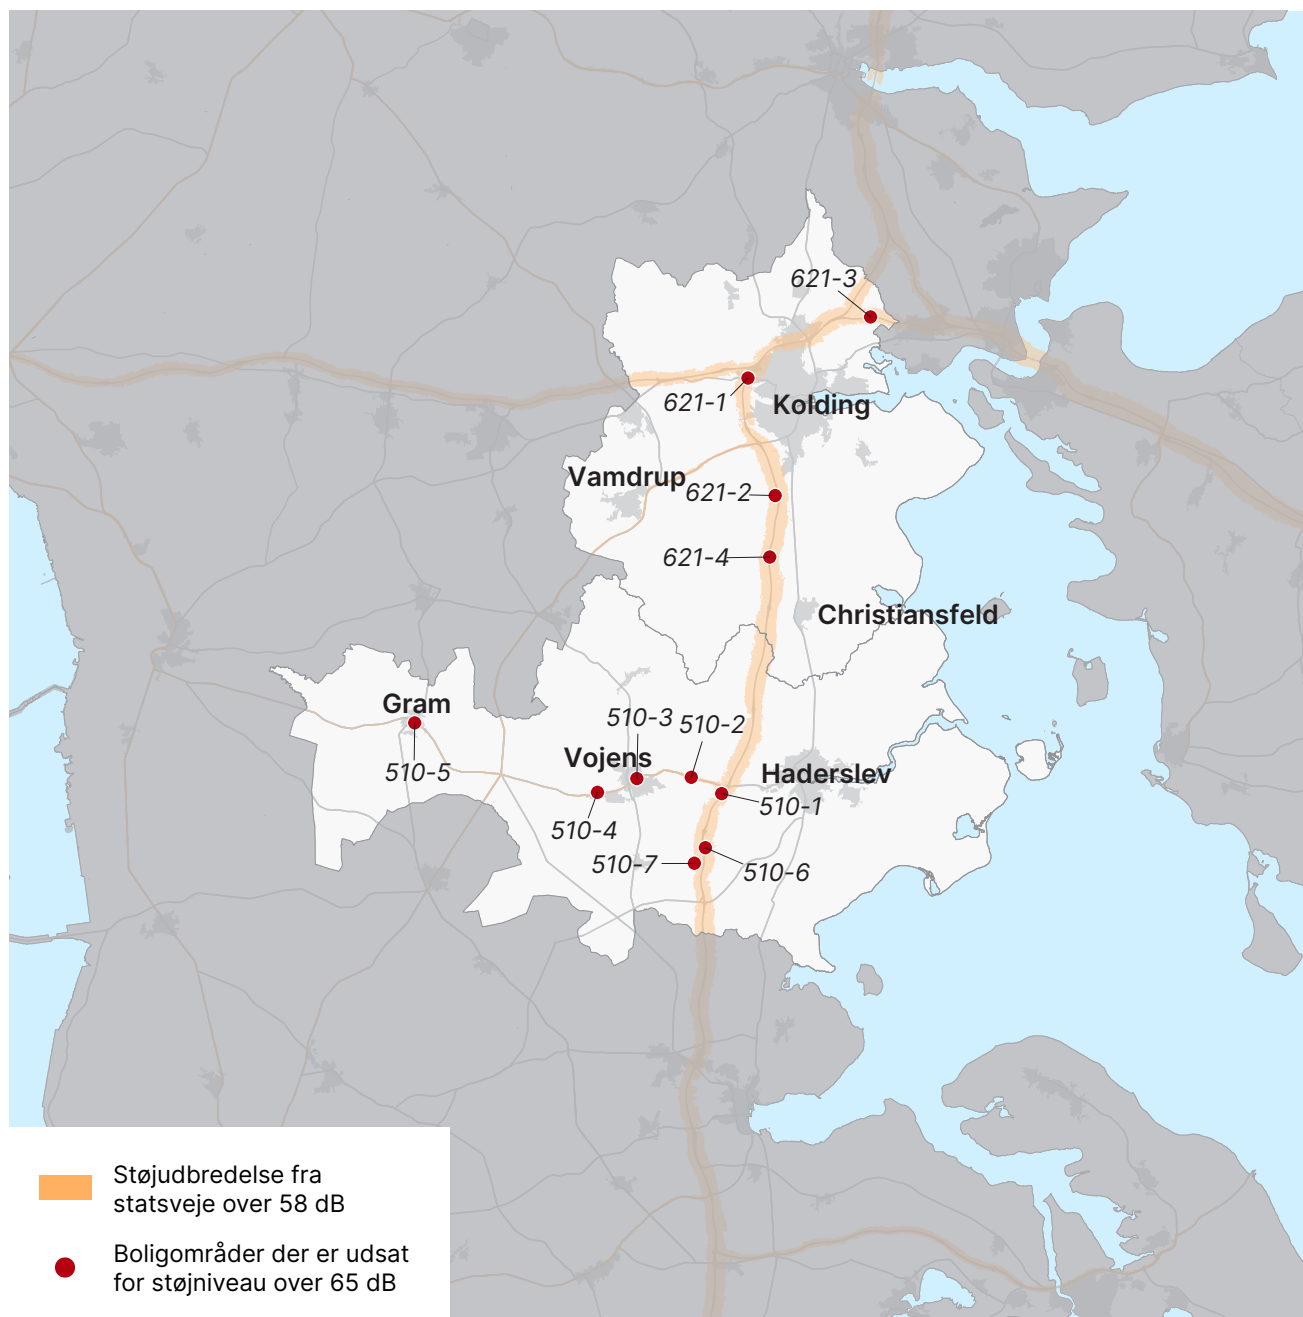 621-3
621-1
Kolding
Vamdrup
621-2
621-4
Christiansfeld
Gram
510-3
510-2
Vojens
510-5
Haderslev
510-1
510-4
510-7
510-6
Støjudbredelse fra
statsveje over 58 dB
Boligområder der er udsat
for støjniveau over 65 dB